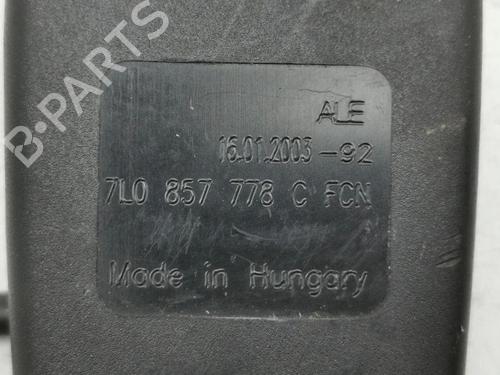 B-PARTS
ALE
16.01.2003-92
7L0 857 778 C FCN
Made in Hungary